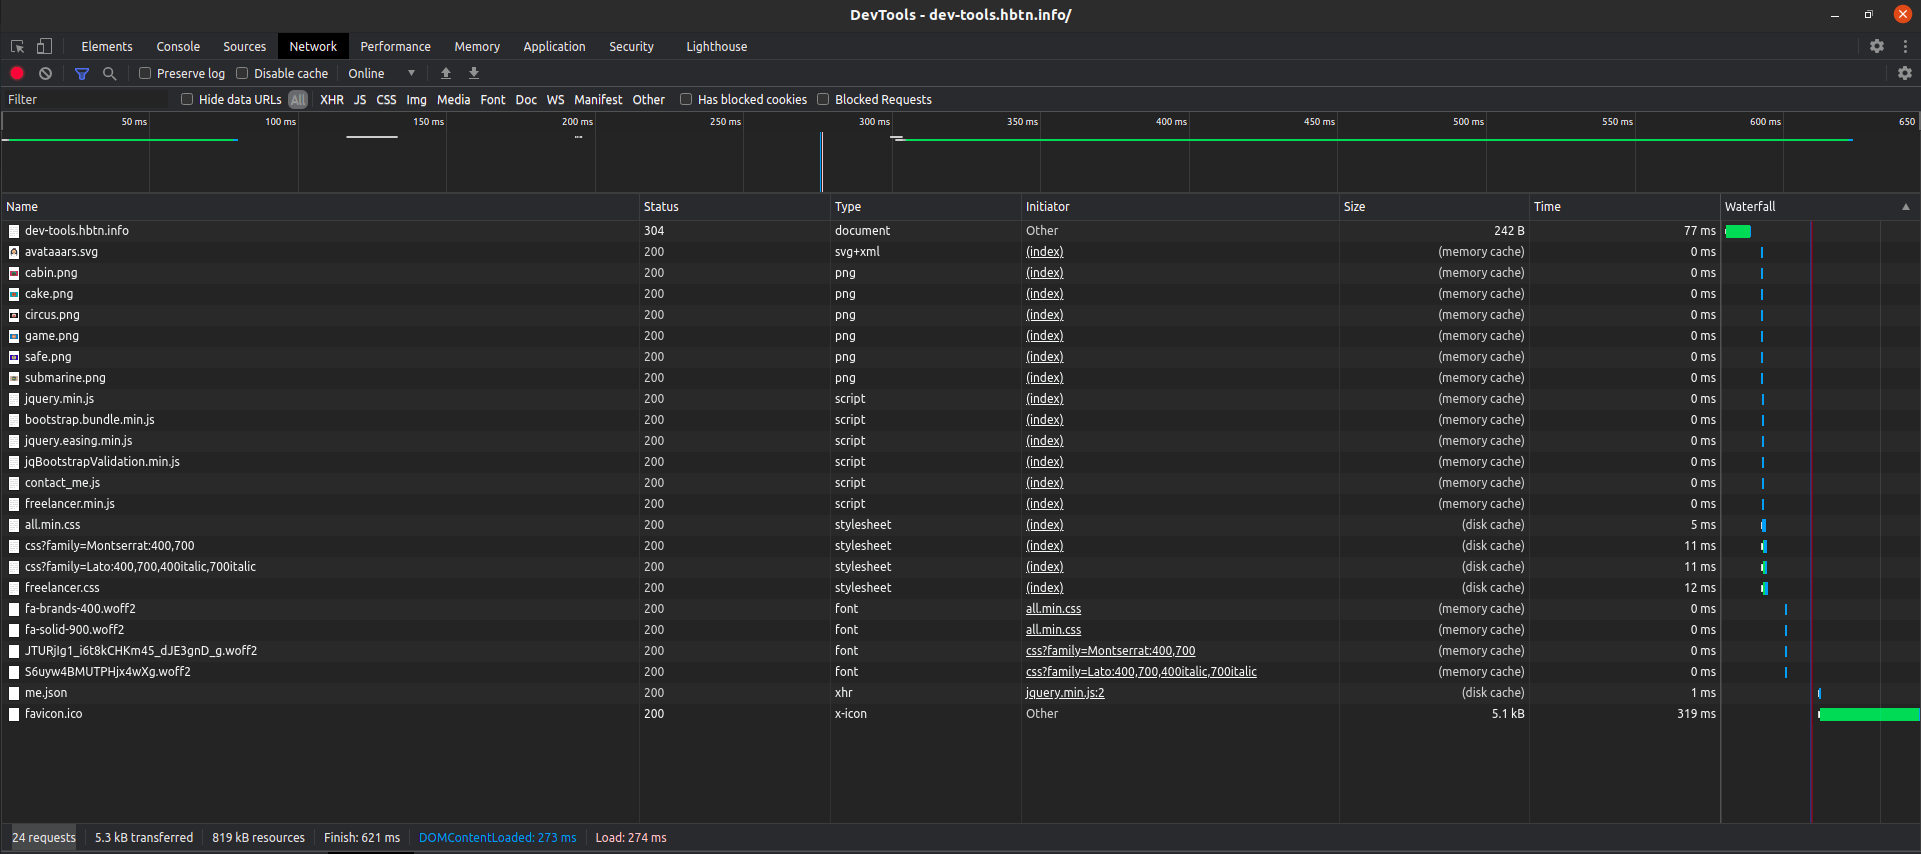 DevTools - dev-tools.hbtn.info/
Elements Console Sources Network Performance Memory Application Security Lighthouse
Preserve log Disable cache Online
Filter Hide data URLs All XHR JS CSS Img Media Font Doc WS Manifest Other Has blocked cookies Blocked Requests
50 ms 100 ms 150 ms 200 ms 250 ms 300 ms 350 ms 400 ms 450 ms 500 ms 550 ms 600 ms 650
Name Status Type Initiator Size Time Waterfall
dev-tools.hbtn.info 304 document Other 242 B 77 ms
avataaars.svg 200 svg+xml (index) (memory cache) 0 ms
cabin.png 200 png (index) (memory cache) 0 ms
cake.png 200 png (index) (memory cache) 0 ms
circus.png 200 png (index) (memory cache) 0 ms
game.png 200 png (index) (memory cache) 0 ms
safe.png 200 png (index) (memory cache) 0 ms
submarine.png 200 png (index) (memory cache) 0 ms
jquery.min.js 200 script (index) (memory cache) 0 ms
bootstrap.bundle.min.js 200 script (index) (memory cache) 0 ms
jquery.easing.min.js 200 script (index) (memory cache) 0 ms
jqBootstrapValidation.min.js 200 script (index) (memory cache) 0 ms
contact_me.js 200 script (index) (memory cache) 0 ms
freelancer.min.js 200 script (index) (memory cache) 0 ms
all.min.css 200 stylesheet (index) (disk cache) 5 ms
css?family=Montserrat:400,700 200 stylesheet (index) (disk cache) 11 ms
css?family=Lato:400,700,400italic,700italic 200 stylesheet (index) (disk cache) 11 ms
freelancer.css 200 stylesheet (index) (disk cache) 12 ms
fa-brands-400.woff2 200 font all.min.css (memory cache) 0 ms
fa-solid-900.woff2 200 font all.min.css (memory cache) 0 ms
JTURjIg1_i6t8kCHKm45_dJE3gnD_g.woff2 200 font css?family=Montserrat:400,700 (memory cache) 0 ms
S6uyw4BMUTPHjx4wXg.woff2 200 font css?family=Lato:400,700,400italic,700italic (memory cache) 0 ms
me.json 200 xhr jquery.min.js:2 (disk cache) 1 ms
favicon.ico 200 x-icon Other 5.1 kB 319 ms
24 requests 5.3 kB transferred 819 kB resources Finish: 621 ms DOMContentLoaded: 273 ms Load: 274 ms